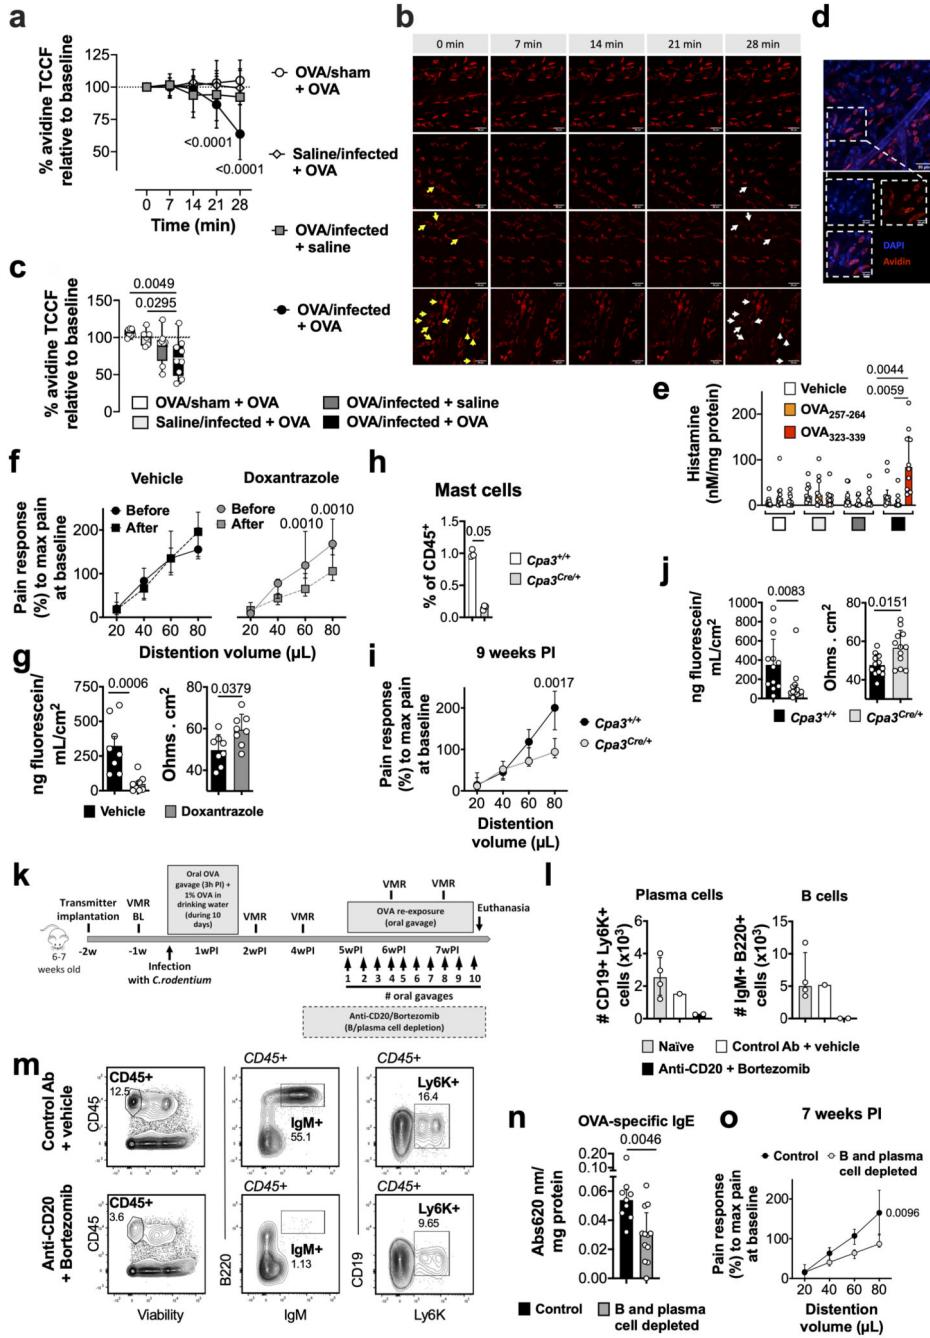 a
% avidine TCCF
relative to baseline
125
100
75
50
<0.0001
<0.0001
0 7 14 21 28
Time (min)
OVA/sham
+ OVA
Saline/infected
+ OVA
OVA/infected
+ saline
OVA/infected
+ OVA
b
0 min 7 min 14 min 21 min 28 min
d
DAPI
Avidin
c
% avidine TCCF
relative to baseline
150
100
50
0
0.0049
0.0295
OVA/sham + OVA
OVA/infected + saline
Saline/infected + OVA
OVA/infected + OVA
e
Histamine
(nM/mg protein)
200
100
0
Vehicle
OVA257-264
OVA323-339
0.0044
0.0059
f
Vehicle
Doxantrazole
Pain response
(%) to max pain
at baseline
200
100
0
Before
After
Before
After
0.0010
0.0010
20 40 60 80
20 40 60 80
Distention volume (µL)
g
ng fluorescein/
mL/cm²
750
500
250
0
0.0006
Ohms . cm²
80
60
40
0.0379
Vehicle
Doxantrazole
h
Mast cells
% of CD45+
1.5
1.0
0.5
0.0
0.05
Cpa3+/+
Cpa3Cre/+
i
9 weeks PI
Pain response
(%) to max pain
at baseline
200
100
0
0.0017
Cpa3+/+
Cpa3Cre/+
20 40 60 80
Distention
volume (µL)
j
ng fluorescein/
mL/cm²
1000
800
600
400
200
0
0.0083
Ohms . cm²
80
60
40
0.0151
Cpa3+/+
Cpa3Cre/+
k
Transmitter
implantation
VMR
BL
Oral OVA
gavage (3h PI) +
1% OVA in
drinking water
(during 10
days)
VMR
VMR
VMR
VMR
OVA re-exposure
(oral gavage)
Euthanasia
6-7
weeks old
-2w
-1w
1wPI
2wPI
4wPI
5wPI
6wPI
7wPI
Infection
with C.rodentium
1 2 3 4 5 6 7 8 9 10
# oral gavages
Anti-CD20/Bortezomib
(B/plasma cell depletion)
l
Plasma cells
B cells
# CD19+ Ly6K+
cells (x10³)
6
4
2
0
# IgM+ B220+
cells (x10³)
15
10
5
0
Naïve
Control Ab + vehicle
Anti-CD20 + Bortezomib
m
CD45+
CD45+
Control Ab
+ vehicle
CD45
CD45+
12.5
IgM+
55.1
Ly6K+
16.4
CD45+
CD45+
Anti-CD20
+ Bortezomib
CD45
CD45+
3.6
B220
IgM+
1.13
CD19
Ly6K+
9.65
Viability
IgM
Ly6K
n
OVA-specific IgE
Abs620 nm/
mg protein
0.20
0.10
0.06
0.04
0.02
0.00
0.0046
Control
B and plasma
cell depleted
o
7 weeks PI
Control
B and plasma
cell depleted
Pain response
(%) to max pain
at baseline
200
100
0
0.0096
20 40 60 80
Distention
volume (µL)